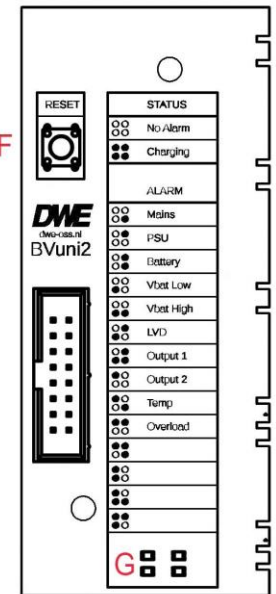 RESET
F
DWE
dwe-oss.nl
BVuni2
STATUS
No Alarm
Charging
ALARM
Mains
PSU
Battery
Vbat Low
Vbat High
LVD
Output 1
Output 2
Temp
Overload
G